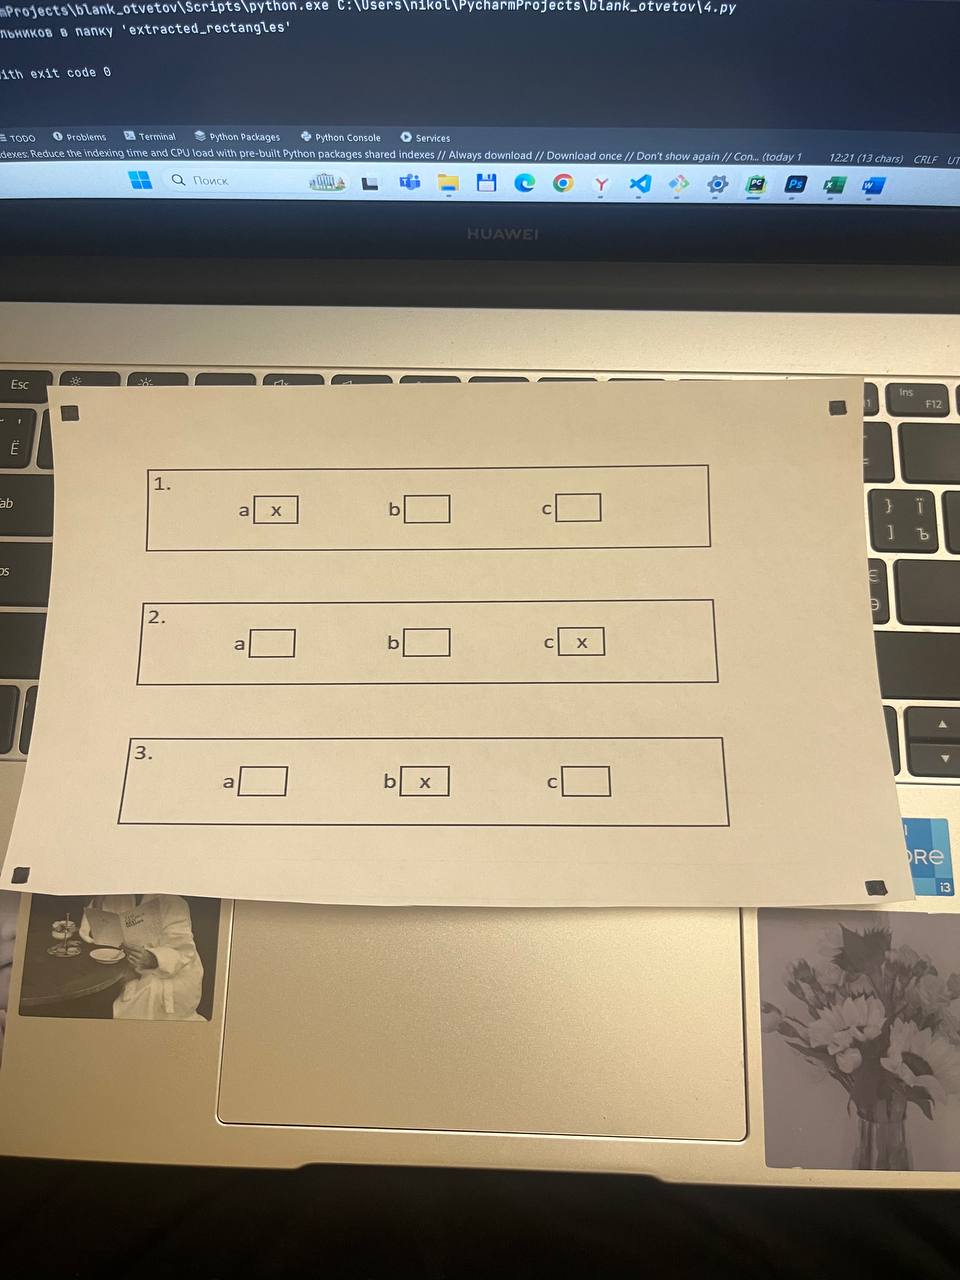 mProjects\blank_otvetov\Scripts\python.exe C:\Users\nikol\PycharmProjects\blank_otvetov\4.py
льников в папку 'extracted_rectangles'
ith exit code 0
TODO Problems Terminal Python Packages Python Console Services
dexes: Reduce the indexing time and CPU load with pre-built Python packages shared indexes // Always download // Download once // Don't show again // Con... (today 1 12:21 (13 chars) CRLF UT
Поиск
HUAWEI
Esc
Ins
F12
Ё
ab
} Ї
] Ъ
1.
a x b c
2.
a b c x
3.
a b x c
ORe
i3